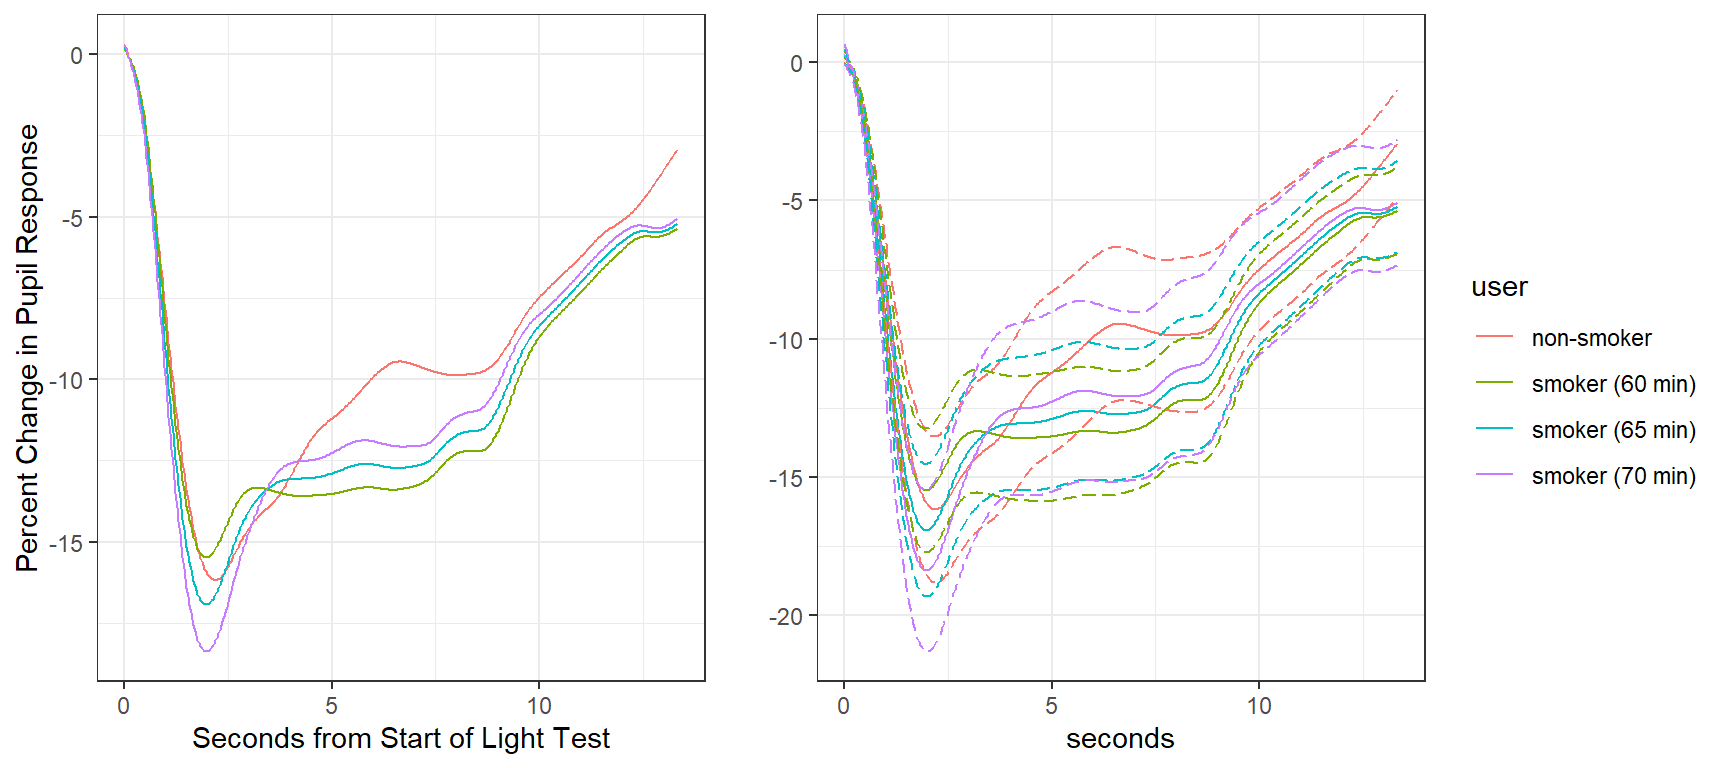 Percent Change in Pupil Response
0
-5
-10
-15
0
5
10
Seconds from Start of Light Test
0
-5
-10
-15
-20
0
5
10
seconds
user
non-smoker
smoker (60 min)
smoker (65 min)
smoker (70 min)